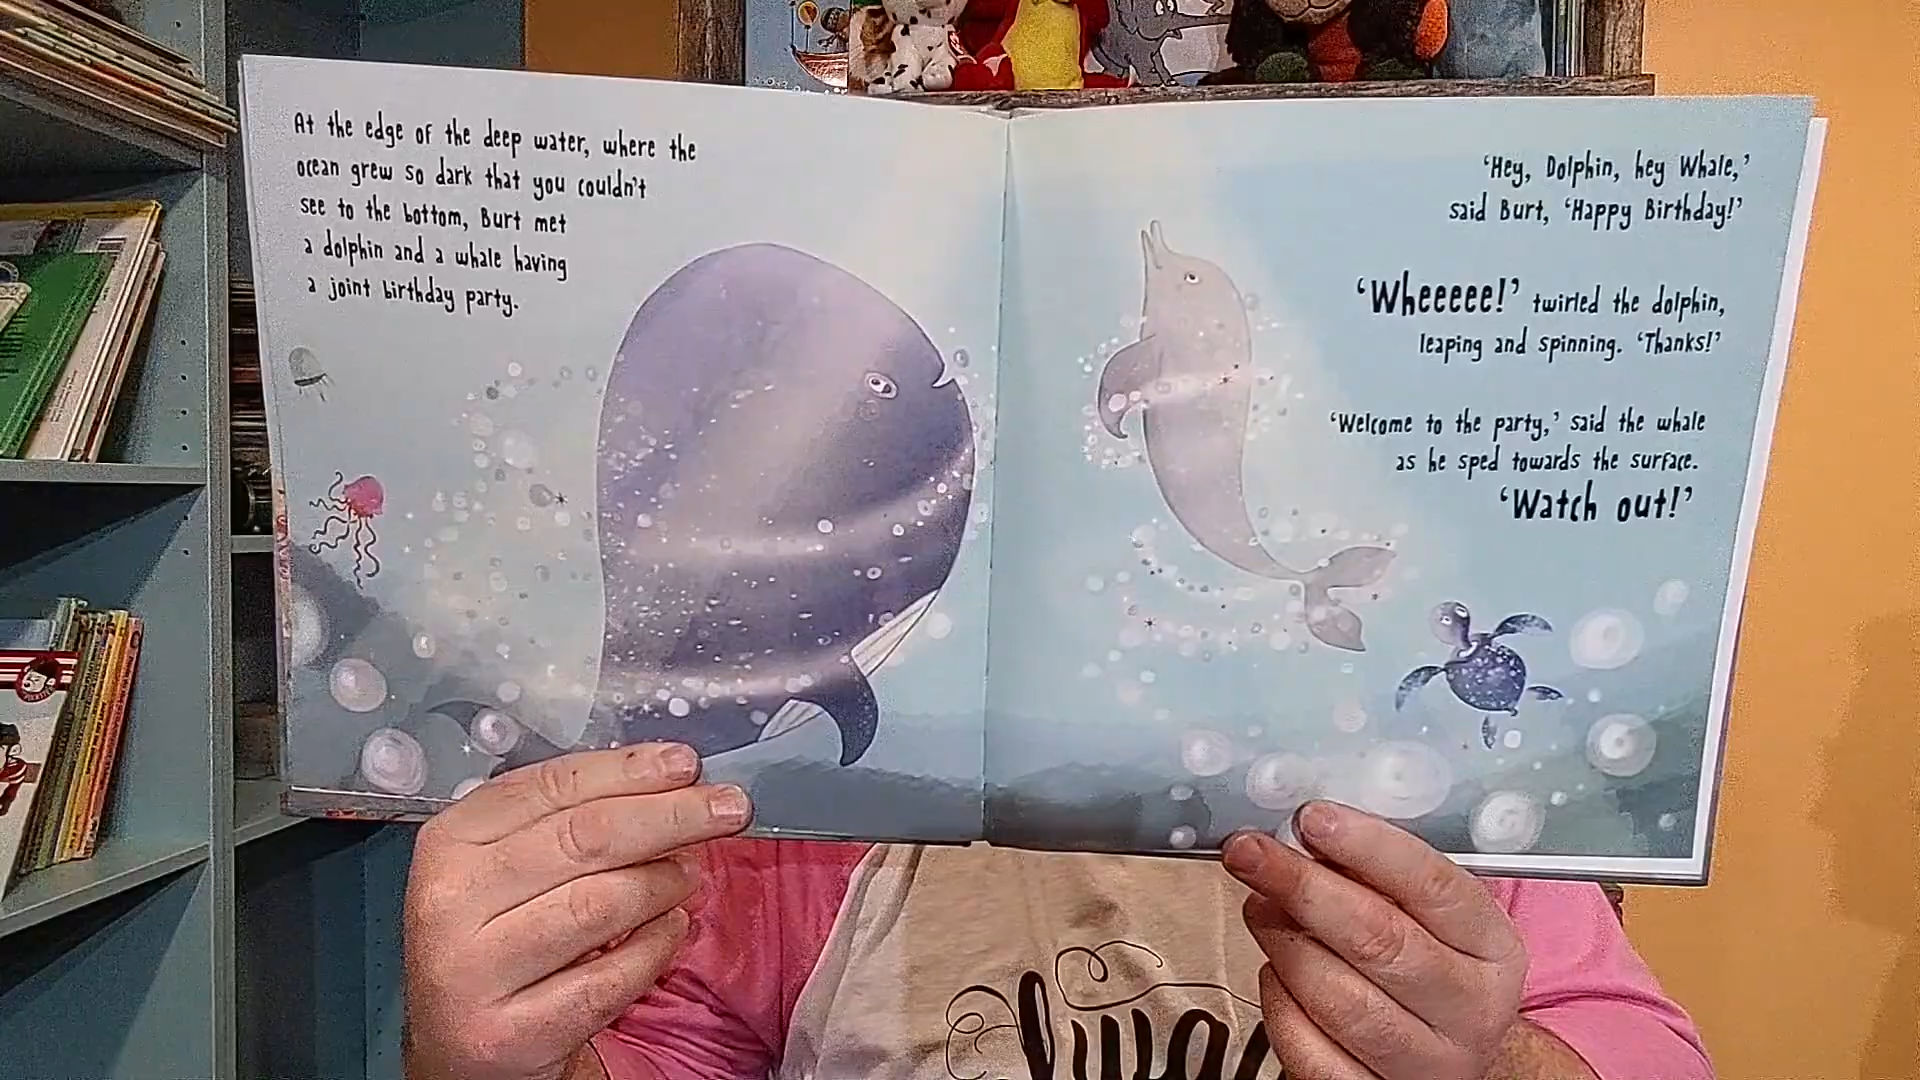 At the edge of the deep water, where the
ocean grew so dark that you couldn't
see to the bottom, Burt met
a dolphin and a whale having
a joint birthday party.
‘Hey, Dolphin, hey Whale,’
said Burt, ‘Happy Birthday!’
‘Wheeeee!’ twirled the dolphin,
leaping and spinning. ‘Thanks!’
‘Welcome to the party,’ said the whale
as he sped towards the surface.
‘Watch out!’